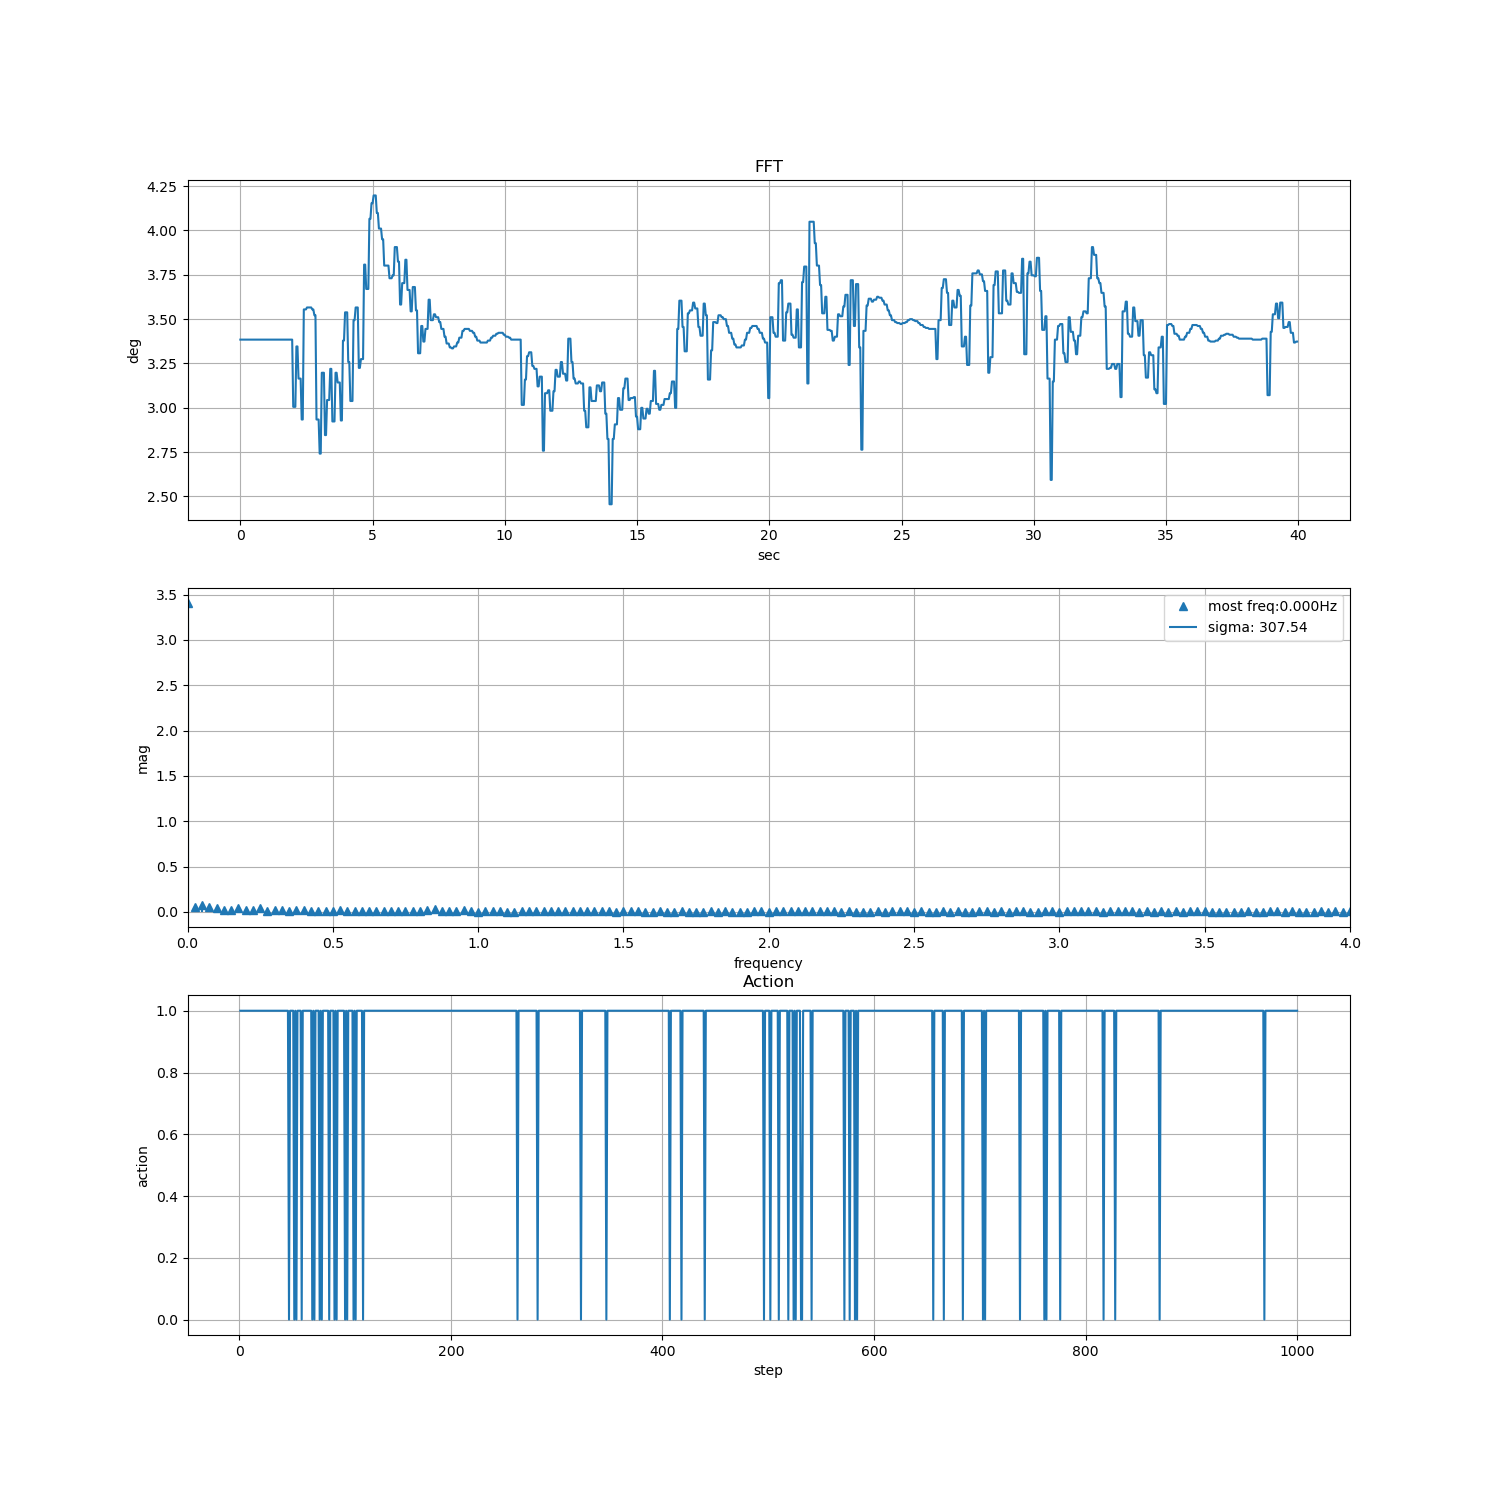 FFT
4.25
4.00
3.75
3.50
3.25
3.00
2.75
2.50
deg
0 5 10 15 20 25 30 35 40
sec
3.5
3.0
2.5
2.0
1.5
1.0
0.5
0.0
mag
most freq:0.000Hz
sigma: 307.54
0.0 0.5 1.0 1.5 2.0 2.5 3.0 3.5 4.0
frequency
Action
1.0
0.8
0.6
0.4
0.2
0.0
action
0 200 400 600 800 1000
step